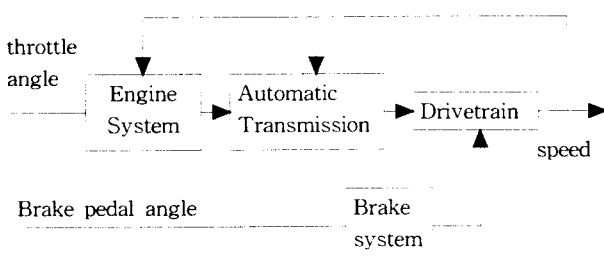 throttle
angle
Engine
System
Automatic
Transmission
Drivetrain
speed
Brake pedal angle
Brake
system